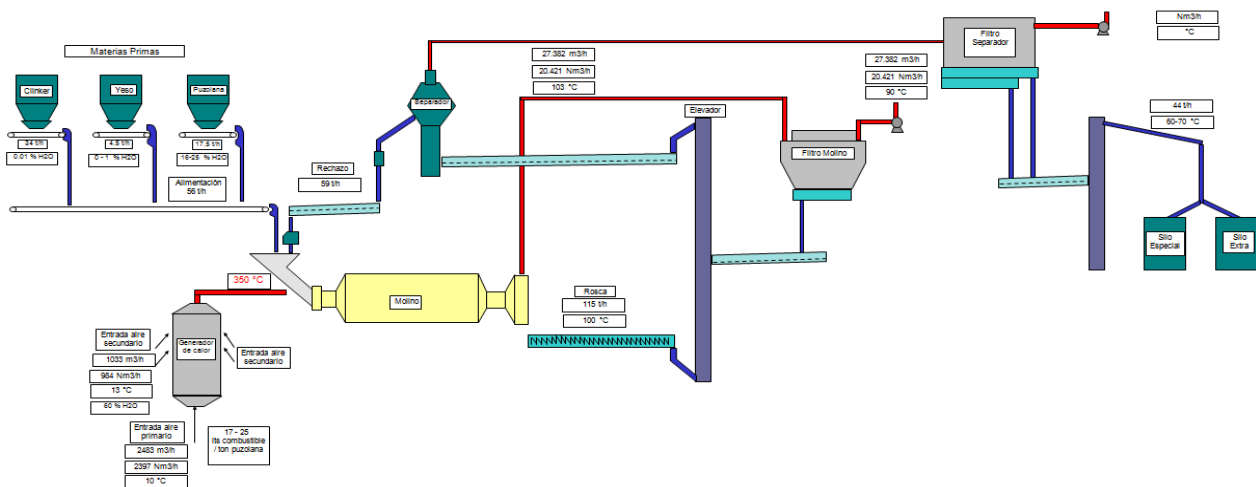 Materias Primas
Clinker
Yeso
Puzolana
34 t/h
4.5 t/h
17.5 t/h
0.01 % H2O
0 - 1 % H2O
16-25 % H2O
Alimentación
56 t/h
Rechazo
59 t/h
Separador
27.382 m3/h
20.421 Nm3/h
103 °C
Elevador
27.382 m3/h
20.421 Nm3/h
90 °C
Filtro Molino
Filtro
Separador
Nm3/h
°C
44 t/h
60-70 °C
Silo
Especial
Silo
Extra
350 °C
Molino
Rosca
115 t/h
100 °C
Generador
de calor
Entrada aire
secundario
1033 m3/h
984 Nm3/h
13 °C
60 % H2O
Entrada aire
secundario
Entrada aire
primario
2483 m3/h
2397 Nm3/h
10 °C
17 - 25
lts combustible
/ ton puzolana